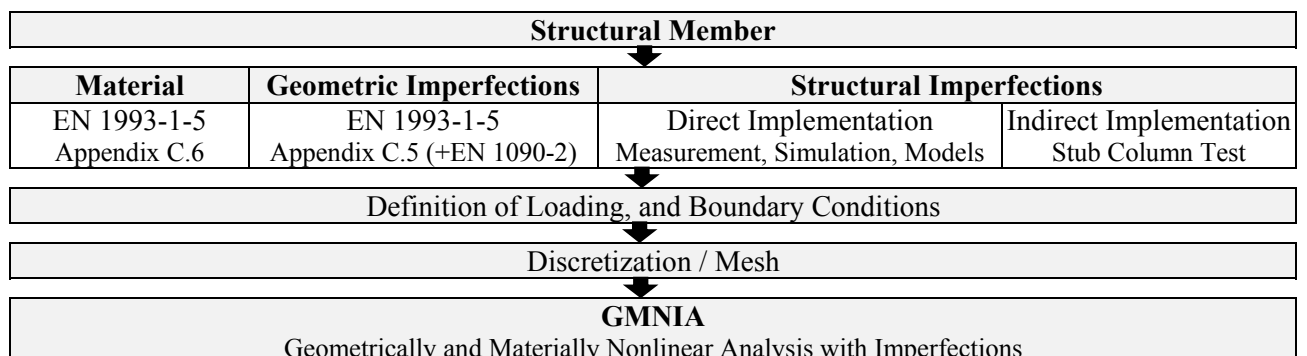 Structural Member
Material Geometric Imperfections Structural Imperfections
EN 1993-1-5 EN 1993-1-5 Direct Implementation Indirect Implementation
Appendix C.6 Appendix C.5 (+EN 1090-2) Measurement, Simulation, Models Stub Column Test
Definition of Loading, and Boundary Conditions
Discretization / Mesh
GMNIA
Geometrically and Materially Nonlinear Analysis with Imperfections